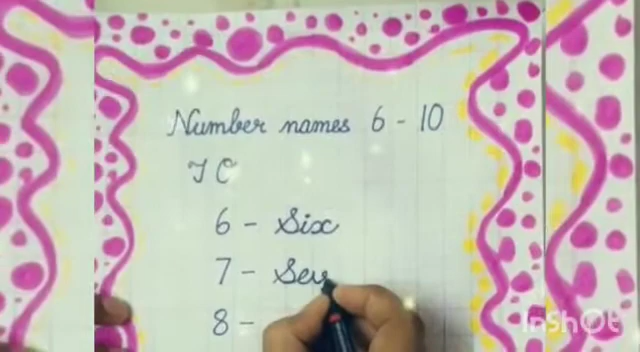 Number names 6 - 10
T O
6 - Six
7 - Sev
8 -
InShOt